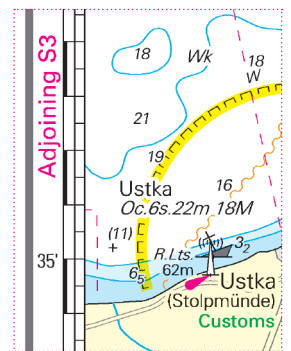 Adjoining S3
18
Wk
18
W
21
19
16
Ustka
Oc.6s.22m 18M
(11)
R.Lts.
3₂
35'
6₅
62m
Ustka
(Stolpmünde)
Customs